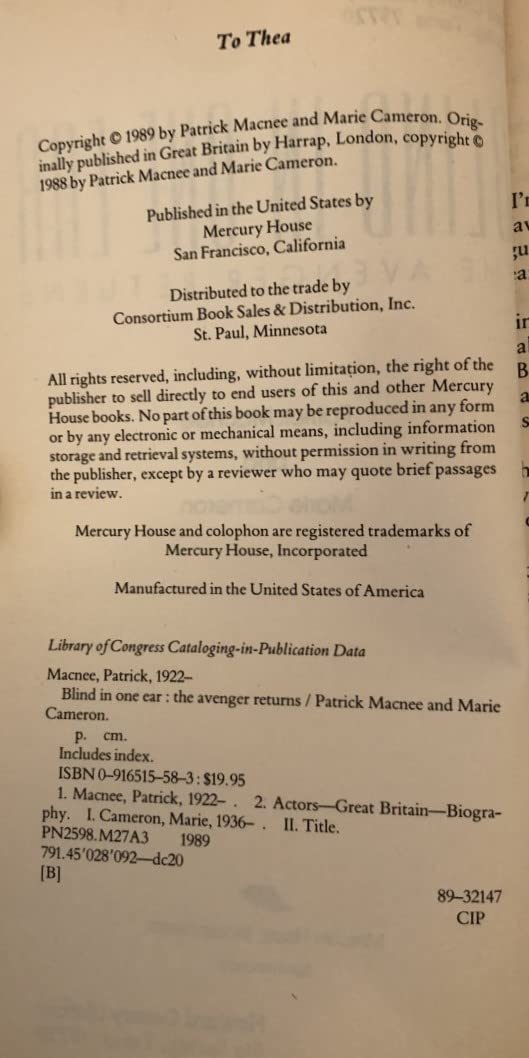 To Thea
Copyright © 1989 by Patrick Macnee and Marie Cameron. Orig-
inally published in Great Britain by Harrap, London, copyright ©
1988 by Patrick Macnee and Marie Cameron.
Published in the United States by
Mercury House
San Francisco, California
Distributed to the trade by
Consortium Book Sales & Distribution, Inc.
St. Paul, Minnesota
All rights reserved, including, without limitation, the right of the
publisher to sell directly to end users of this and other Mercury
House books. No part of this book may be reproduced in any form
or by any electronic or mechanical means, including information
storage and retrieval systems, without permission in writing from
the publisher, except by a reviewer who may quote brief passages
in a review.
Mercury House and colophon are registered trademarks of
Mercury House, Incorporated
Manufactured in the United States of America
Library of Congress Cataloging-in-Publication Data
Macnee, Patrick, 1922–
Blind in one ear : the avenger returns / Patrick Macnee and Marie
Cameron.
p. cm.
Includes index.
ISBN 0–916515–58–3 : $19.95
1. Macnee, Patrick, 1922– . 2. Actors—Great Britain—Biogra-
phy. I. Cameron, Marie, 1936– . II. Title.
PN2598.M27A3 1989
791.45'028'092—dc20
[B]
89–32147
CIP